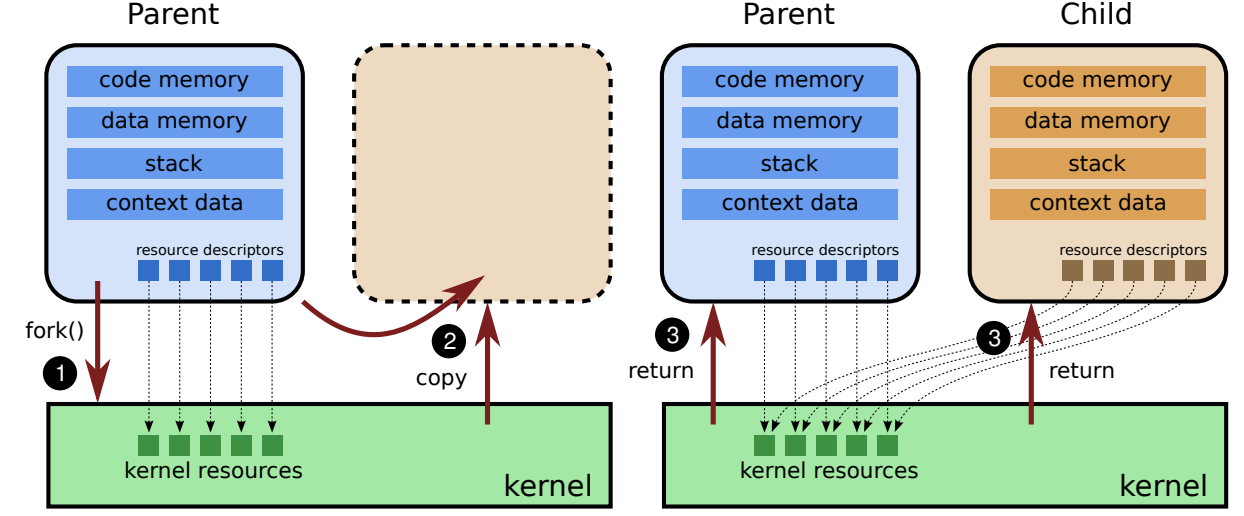 Parent
code memory
data memory
stack
context data
resource descriptors
fork()
1
2
copy
kernel resources
kernel
Parent
Child
code memory
data memory
stack
context data
resource descriptors
code memory
data memory
stack
context data
resource descriptors
3
return
3
return
kernel resources
kernel